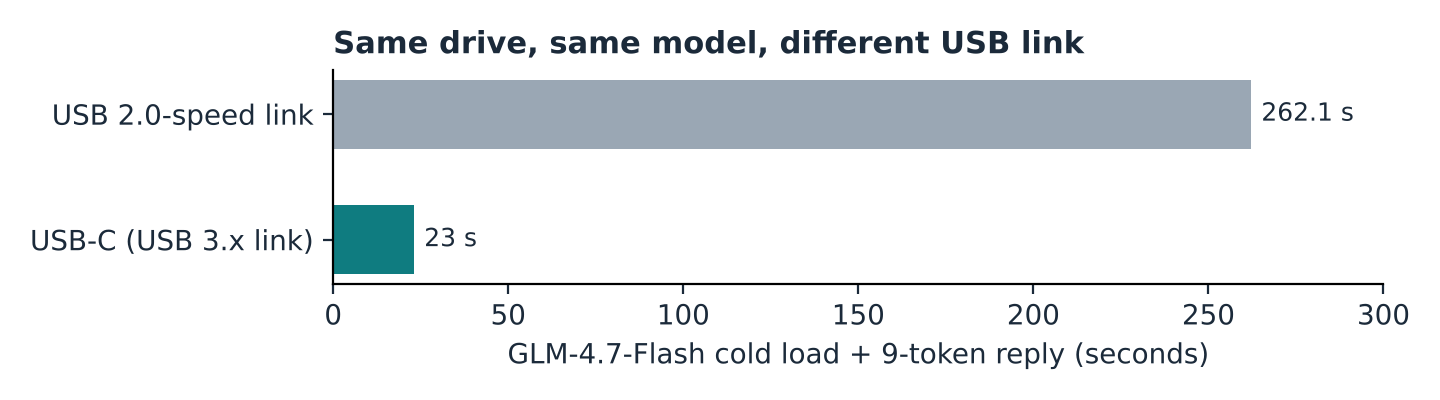 Same drive, same model, different USB link
USB 2.0-speed link
262.1 s
USB-C (USB 3.x link)
23 s
0 50 100 150 200 250 300
GLM-4.7-Flash cold load + 9-token reply (seconds)